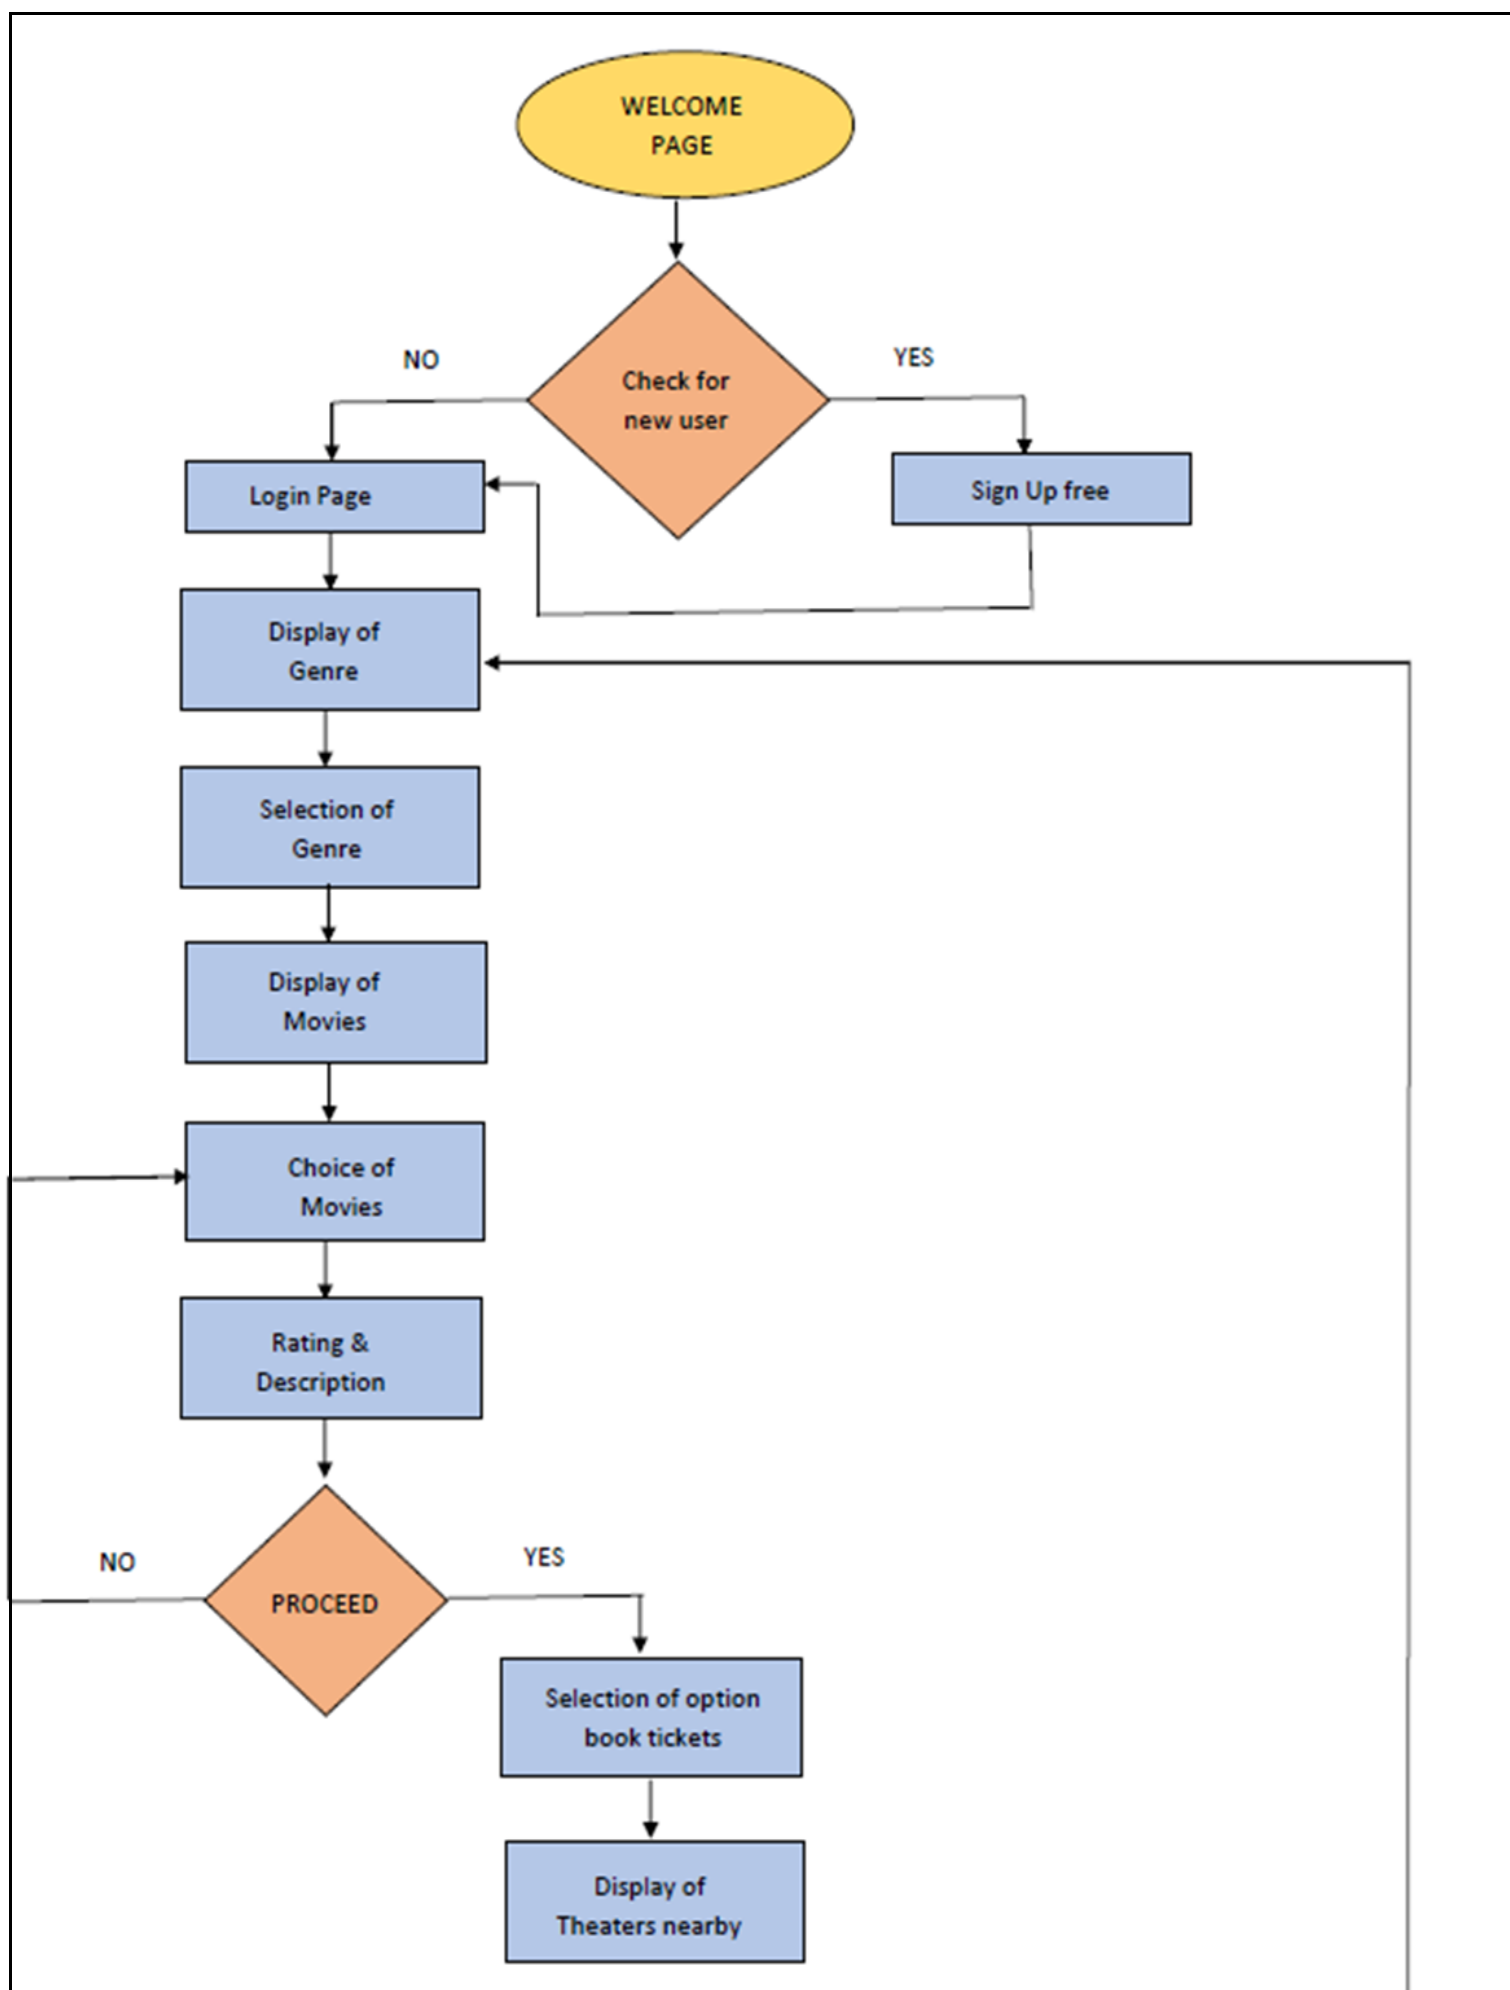 WELCOME
PAGE
Check for
new user
NO
YES
Login Page
Sign Up free
Display of
Genre
Selection of
Genre
Display of
Movies
Choice of
Movies
Rating &
Description
PROCEED
NO
YES
Selection of option
book tickets
Display of
Theaters nearby